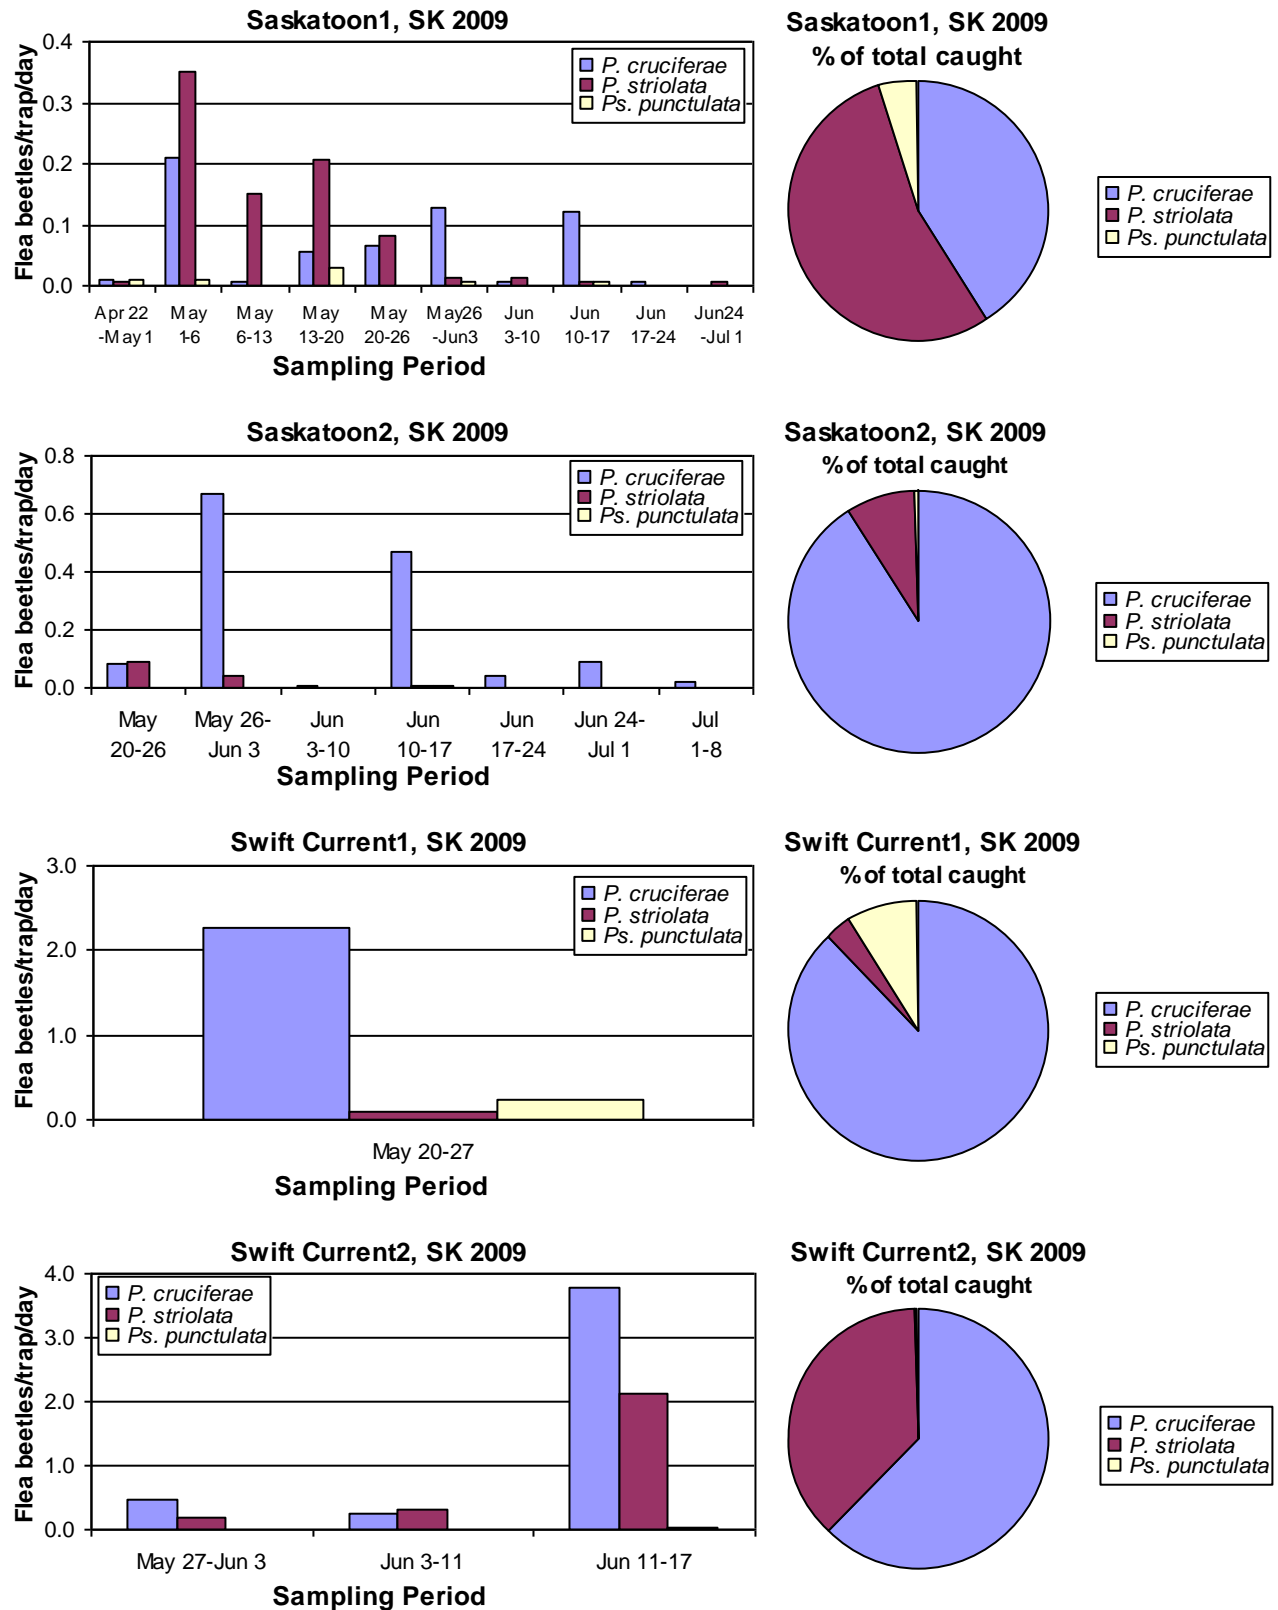 Saskatoon1, SK 2009
Flea beetles/trap/day
0.4
0.3
0.2
0.1
0.0
P. cruciferae
P. striolata
Ps. punctulata
Apr 22 May May May May May26 Jun Jun Jun Jun24
-May 1 1-6 6-13 13-20 20-26 -Jun3 3-10 10-17 17-24 -Jul 1
Sampling Period
Saskatoon1, SK 2009
% of total caught
P. cruciferae
P. striolata
Ps. punctulata
Saskatoon2, SK 2009
Flea beetles/trap/day
0.8
0.6
0.4
0.2
0.0
P. cruciferae
P. striolata
Ps. punctulata
May May 26- Jun Jun Jun Jun 24- Jul
20-26 Jun 3 3-10 10-17 17-24 Jul 1 1-8
Sampling Period
Saskatoon2, SK 2009
% of total caught
P. cruciferae
P. striolata
Ps. punctulata
Swift Current1, SK 2009
Flea beetles/trap/day
3.0
2.0
1.0
0.0
P. cruciferae
P. striolata
Ps. punctulata
May 20-27
Sampling Period
Swift Current1, SK 2009
% of total caught
P. cruciferae
P. striolata
Ps. punctulata
Swift Current2, SK 2009
Flea beetles/trap/day
4.0
3.0
2.0
1.0
0.0
P. cruciferae
P. striolata
Ps. punctulata
May 27-Jun 3 Jun 3-11 Jun 11-17
Sampling Period
Swift Current2, SK 2009
% of total caught
P. cruciferae
P. striolata
Ps. punctulata